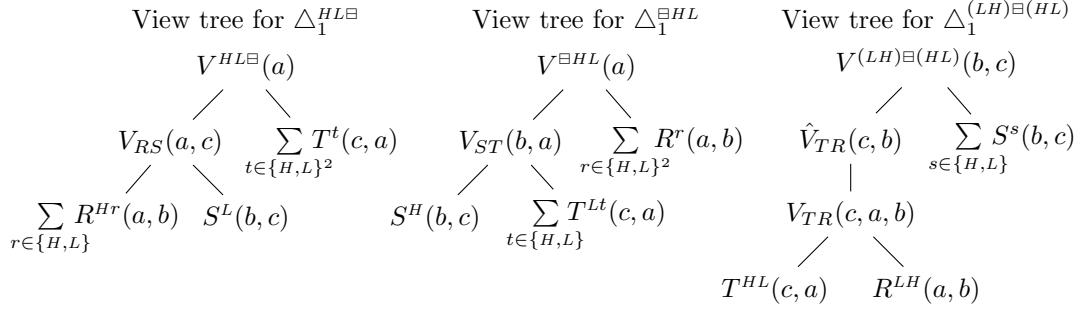 View tree for △₁^{HL⊟} View tree for △₁^{⊟HL} View tree for △₁^{(LH)⊟(HL)}
V^{HL⊟}(a) V^{⊟HL}(a) V^{(LH)⊟(HL)}(b, c)
V_{RS}(a, c) ∑_{t∈{H,L}²} T^t(c, a) V_{ST}(b, a) ∑_{r∈{H,L}²} R^r(a, b) V̂_{TR}(c, b) ∑_{s∈{H,L}} S^s(b, c)
∑_{r∈{H,L}} R^{Hr}(a, b) S^L(b, c) S^H(b, c) ∑_{t∈{H,L}} T^{Lt}(c, a) V_{TR}(c, a, b)
T^{HL}(c, a) R^{LH}(a, b)